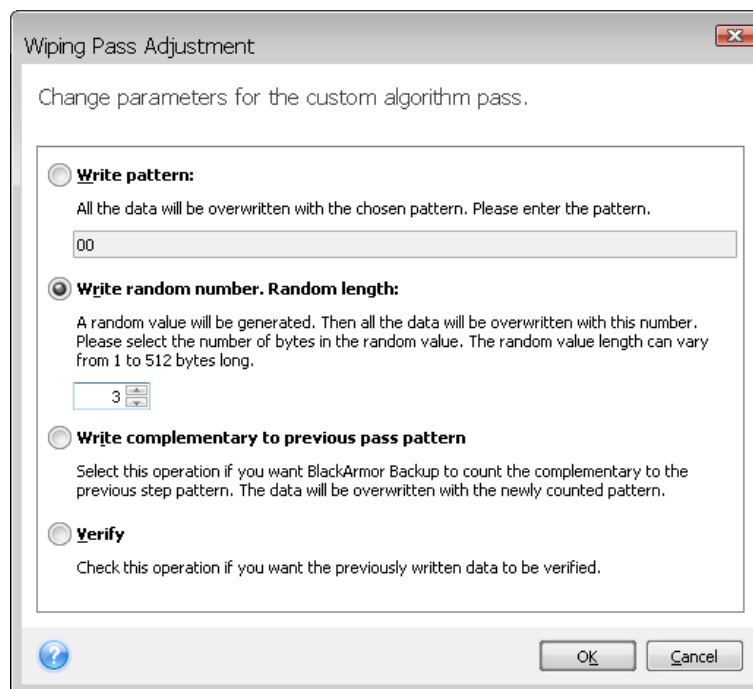 Wiping Pass Adjustment
Change parameters for the custom algorithm pass.
Write pattern:
All the data will be overwritten with the chosen pattern. Please enter the pattern.
00
Write random number. Random length:
A random value will be generated. Then all the data will be overwritten with this number.
Please select the number of bytes in the random value. The random value length can vary
from 1 to 512 bytes long.
3
Write complementary to previous pass pattern
Select this operation if you want BlackArmor Backup to count the complementary to the
previous step pattern. The data will be overwritten with the newly counted pattern.
Verify
Check this operation if you want the previously written data to be verified.
OK Cancel